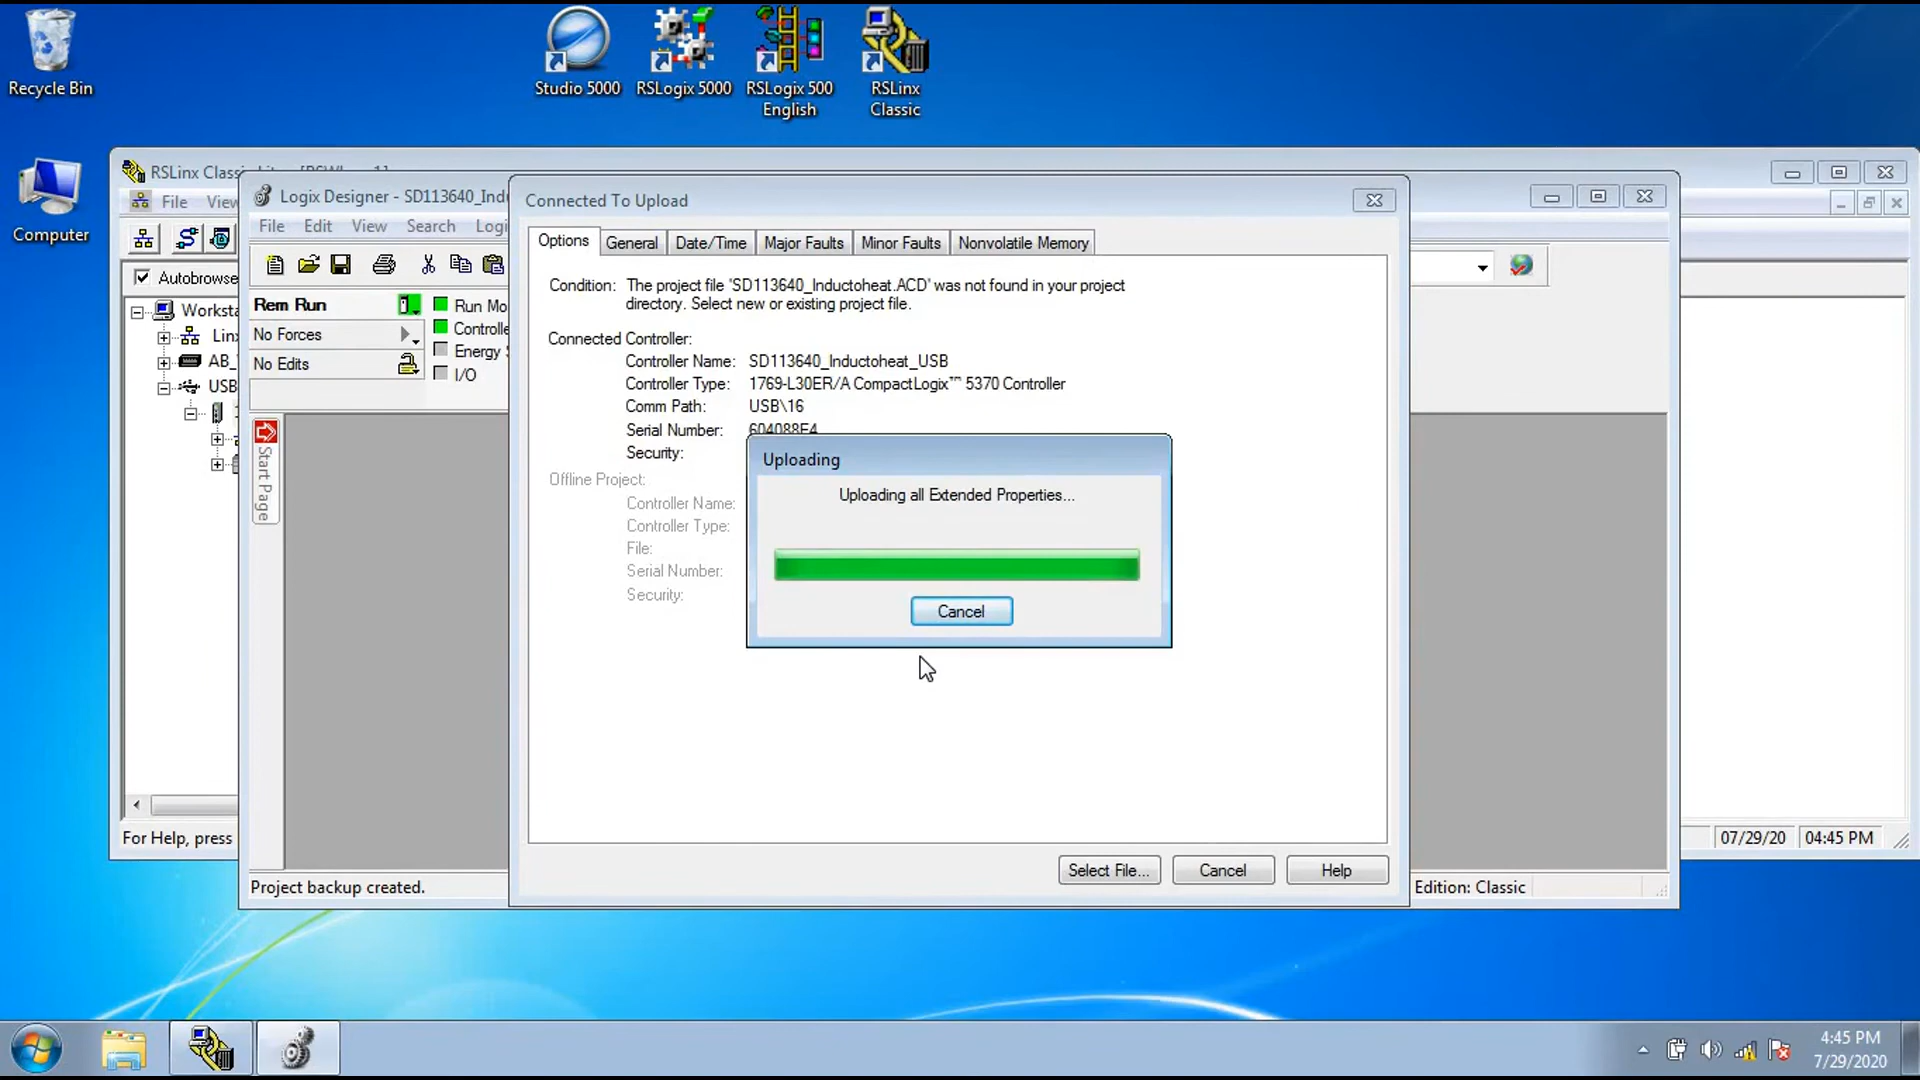 Recycle Bin
Studio 5000
RSLogix 5000
RSLogix 500
English
RSLinx
Classic
Computer
RSLinx
File
View
Autobrowse
AB_
USB
For Help, press
07/29/20
04:45 PM
Logix Designer - SD113640_Indu
File Edit View Search Logi
Rem Run
No Forces
No Edits
Run Mo
Controlle
Energy
I/O
Start Page
Project backup created.
Edition: Classic
Connected To Upload
Options General Date/Time Major Faults Minor Faults Nonvolatile Memory
Condition: The project file 'SD113640_Inductoheat.ACD' was not found in your project
directory. Select new or existing project file.
Connected Controller:
Controller Name: SD113640_Inductoheat_USB
Controller Type: 1769-L30ER/A CompactLogix™ 5370 Controller
Comm Path: USB\16
Serial Number: 604088E4
Security:
Offline Project:
Controller Name:
Controller Type:
File:
Serial Number:
Security:
Uploading
Uploading all Extended Properties...
Cancel
Select File... Cancel Help
4:45 PM
7/29/2020